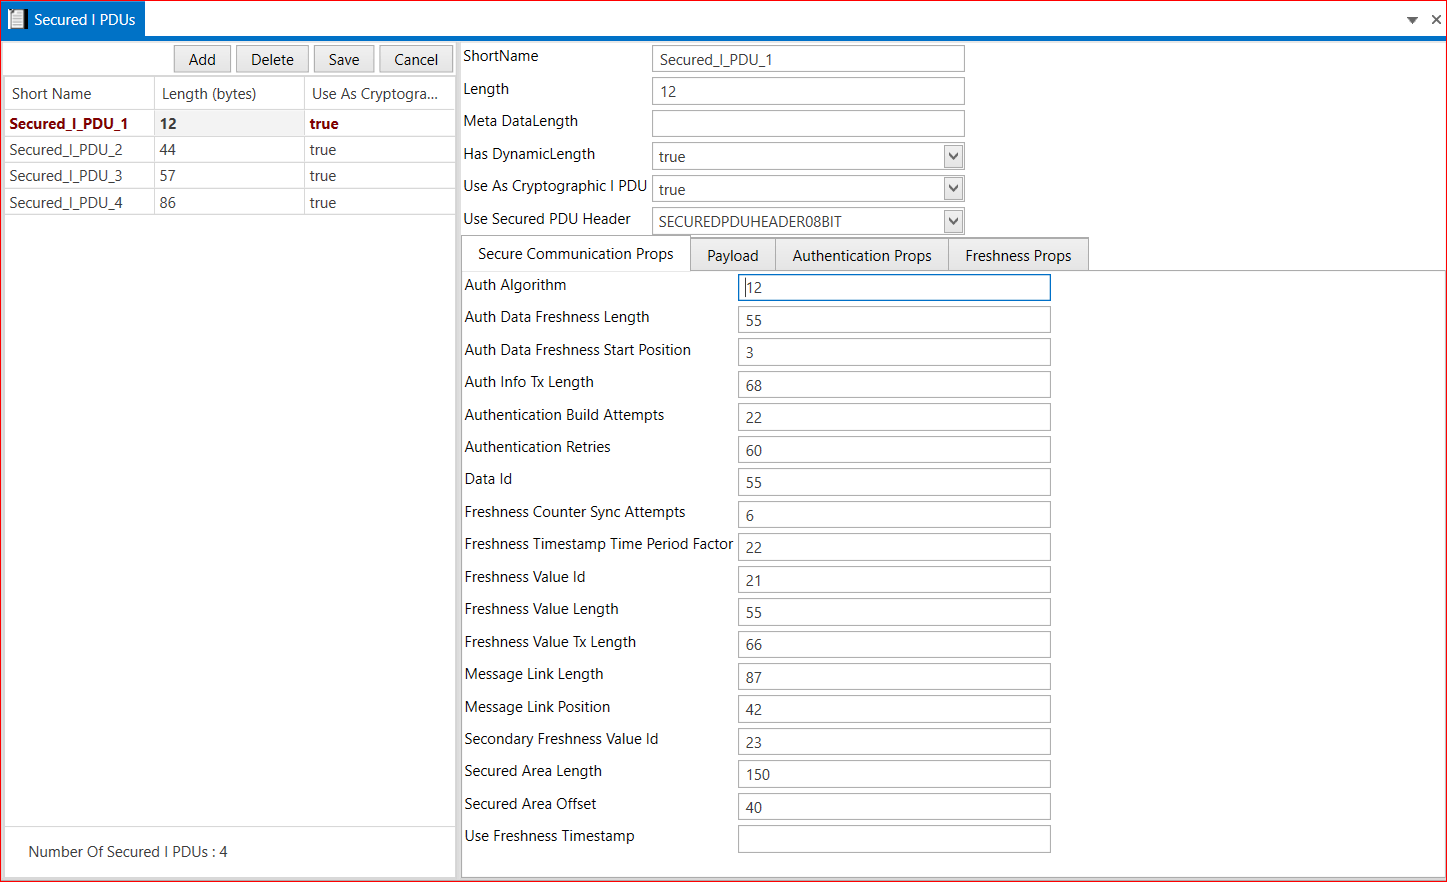 Secured I PDUs
Add Delete Save Cancel
Short Name Length (bytes) Use As Cryptogra...
Secured_I_PDU_1 12 true
Secured_I_PDU_2 44 true
Secured_I_PDU_3 57 true
Secured_I_PDU_4 86 true
Number Of Secured I PDUs : 4
ShortName Secured_I_PDU_1
Length 12
Meta DataLength
Has DynamicLength true
Use As Cryptographic I PDU true
Use Secured PDU Header SECUREDPDUHEADER08BIT
Secure Communication Props Payload Authentication Props Freshness Props
Auth Algorithm 12
Auth Data Freshness Length 55
Auth Data Freshness Start Position 3
Auth Info Tx Length 68
Authentication Build Attempts 22
Authentication Retries 60
Data Id 55
Freshness Counter Sync Attempts 6
Freshness Timestamp Time Period Factor 22
Freshness Value Id 21
Freshness Value Length 55
Freshness Value Tx Length 66
Message Link Length 87
Message Link Position 42
Secondary Freshness Value Id 23
Secured Area Length 150
Secured Area Offset 40
Use Freshness Timestamp